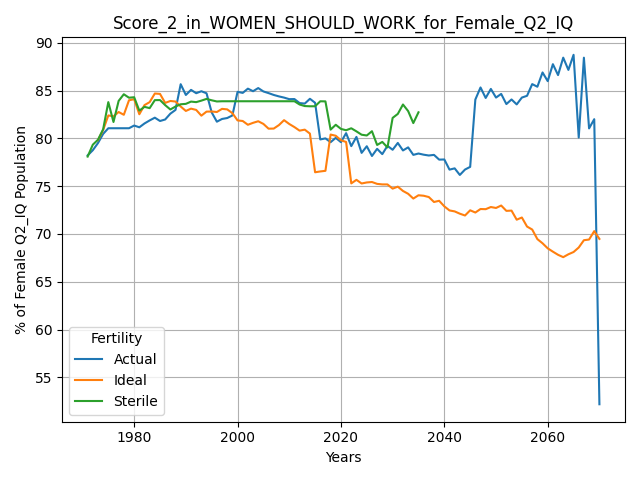 Score_2_in_WOMEN_SHOULD_WORK_for_Female_Q2_IQ
% of Female Q2_IQ Population
90
85
80
75
70
65
60
55
Fertility
Actual
Ideal
Sterile
1980
2000
2020
2040
2060
Years